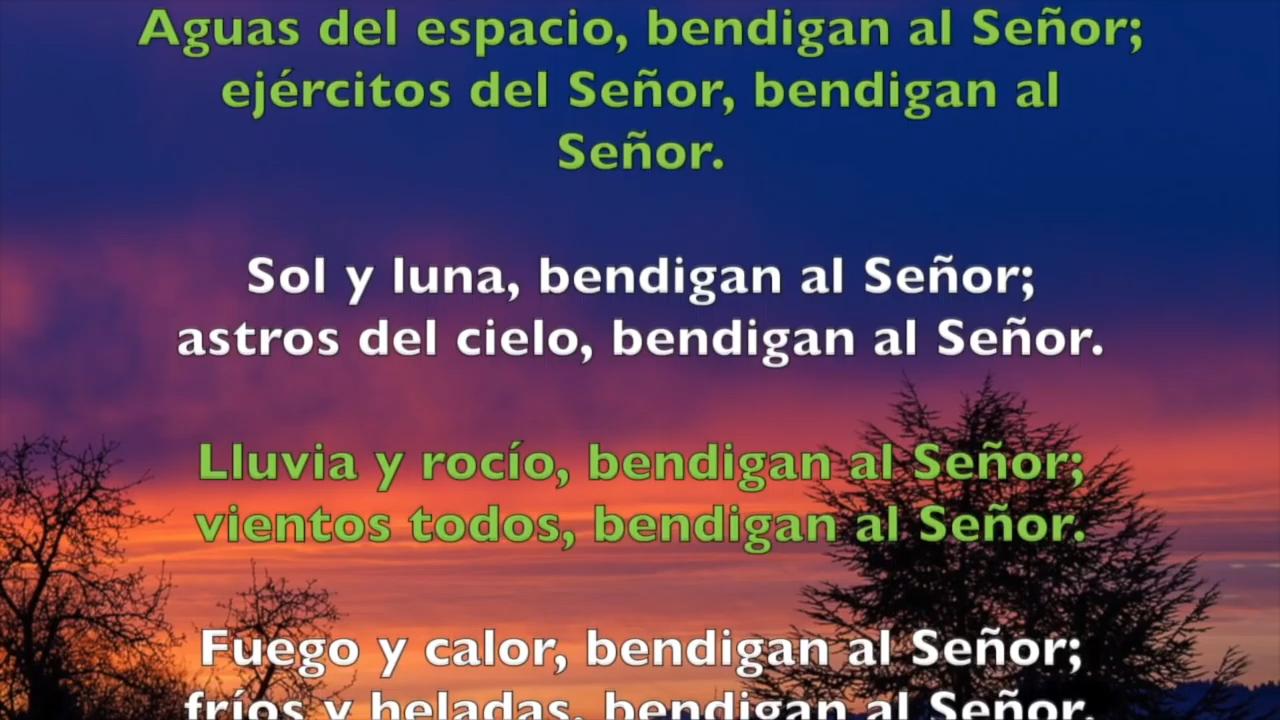 Aguas del espacio, bendigan al Señor;
ejércitos del Señor, bendigan al
Señor.
Sol y luna, bendigan al Señor;
astros del cielo, bendigan al Señor.
Lluvia y rocío, bendigan al Señor;
vientos todos, bendigan al Señor.
Fuego y calor, bendigan al Señor;
fríos y heladas, bendigan al Señor.